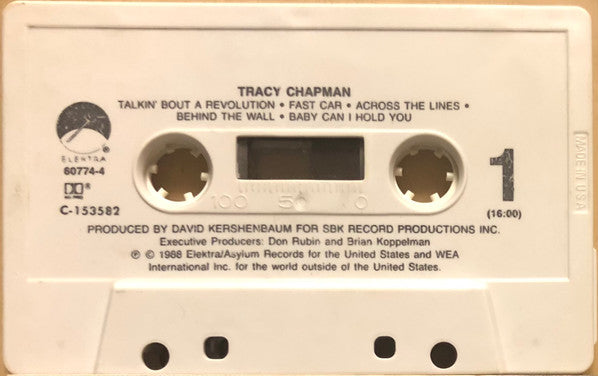 TRACY CHAPMAN
TALKIN' BOUT A REVOLUTION • FAST CAR • ACROSS THE LINES •
BEHIND THE WALL • BABY CAN I HOLD YOU
ELEKTRA
®
60774-4
®
C-153582
100 50 0
1
(16:00)
MADE IN USA
PRODUCED BY DAVID KERSHENBAUM FOR SBK RECORD PRODUCTIONS INC.
Executive Producers: Don Rubin and Brian Koppelman
℗ © 1988 Elektra/Asylum Records for the United States and WEA
International Inc. for the world outside of the United States.